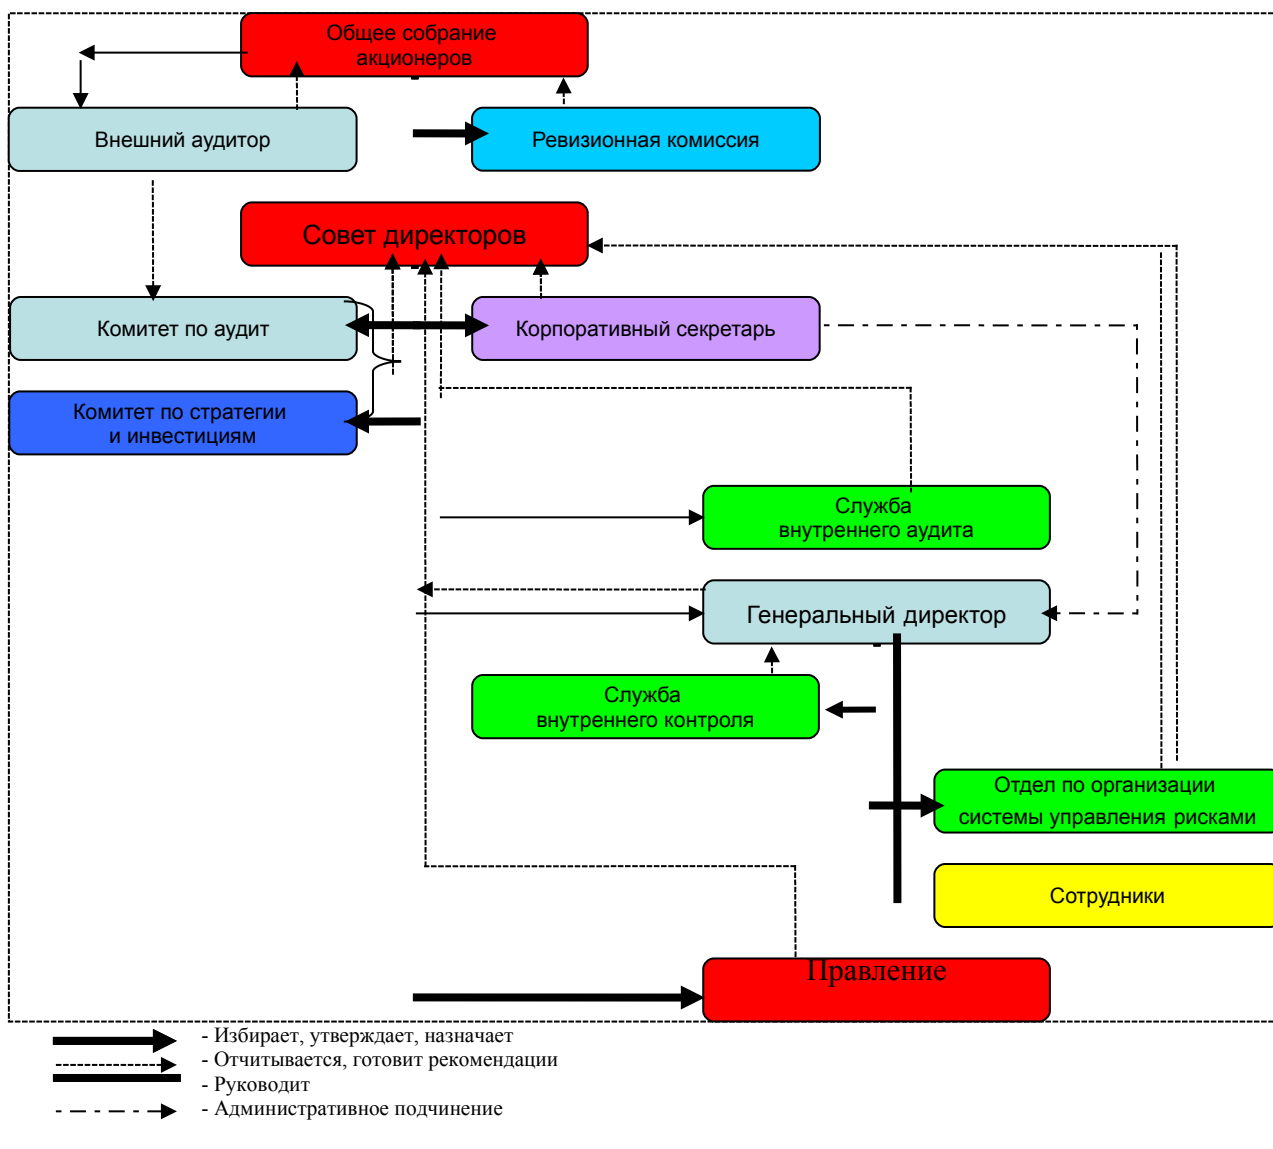 Общее собрание
акционеров
Внешний аудитор
Ревизионная комиссия
Совет директоров
Комитет по аудит
Корпоративный секретарь
Комитет по стратегии
и инвестициям
Служба
внутреннего аудита
Генеральный директор
Служба
внутреннего контроля
Отдел по организации
системы управления рисками
Сотрудники
Правление
- Избирает, утверждает, назначает
- Отчитывается, готовит рекомендации
- Руководит
- Административное подчинение